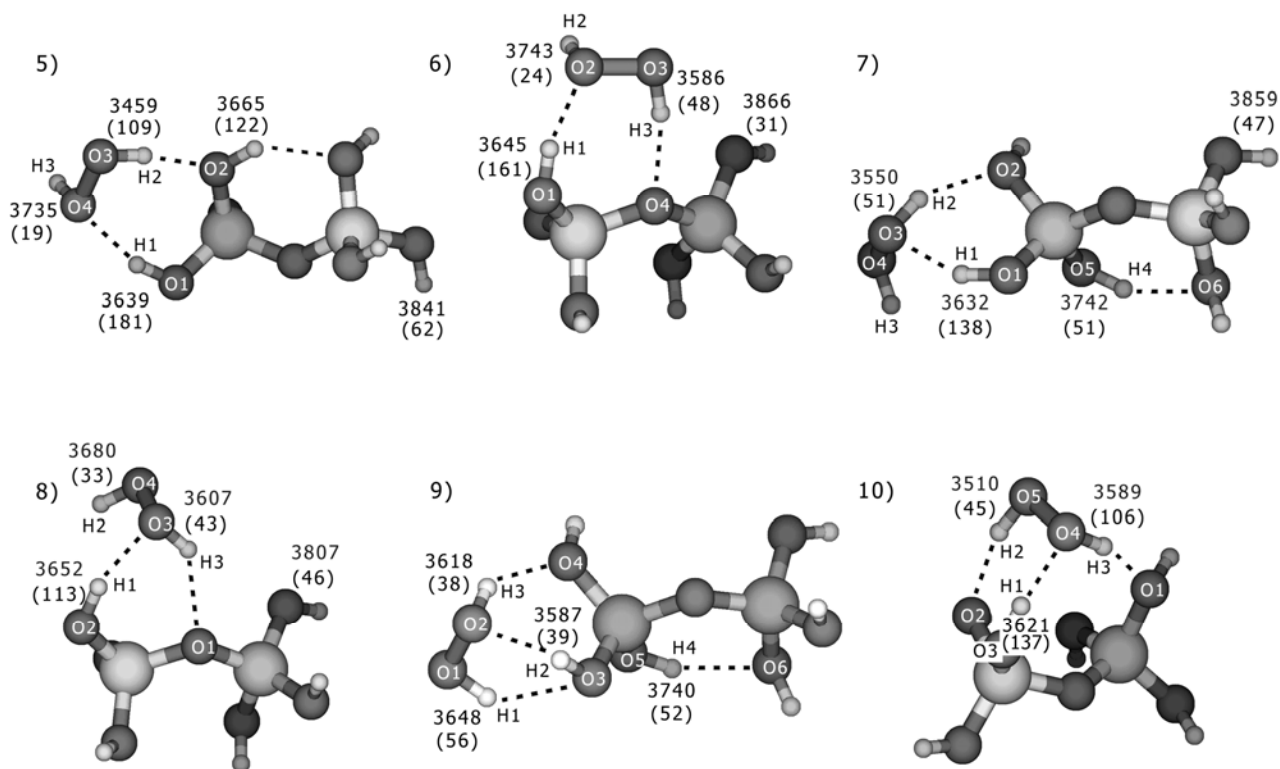 5)
3459
(109)
3665
(122)
O3
H2
O2
H3
O4
3735
(19)
H1
O1
3639
(181)
3841
(62)
6)
H2
3743
(24)
O2
O3
3586
(48)
H3
3866
(31)
3645
(161)
H1
O1
O4
7)
3859
(47)
3550
(51)
O2
H2
O3
O4
H1
O1
O5
H4
O6
H3
3632
(138)
3742
(51)
8)
3680
(33)
O4
H2
O3
3607
(43)
H3
3652
(113)
H1
O2
O1
3807
(46)
9)
3618
(38)
H3
O4
O2
3587
(39)
H2
O1
O3
O5
H4
O6
H1
3740
(52)
3648
(56)
10)
3510
(45)
O5
H2
O4
3589
(106)
H3
H1
O1
O2
3621
(137)
O3